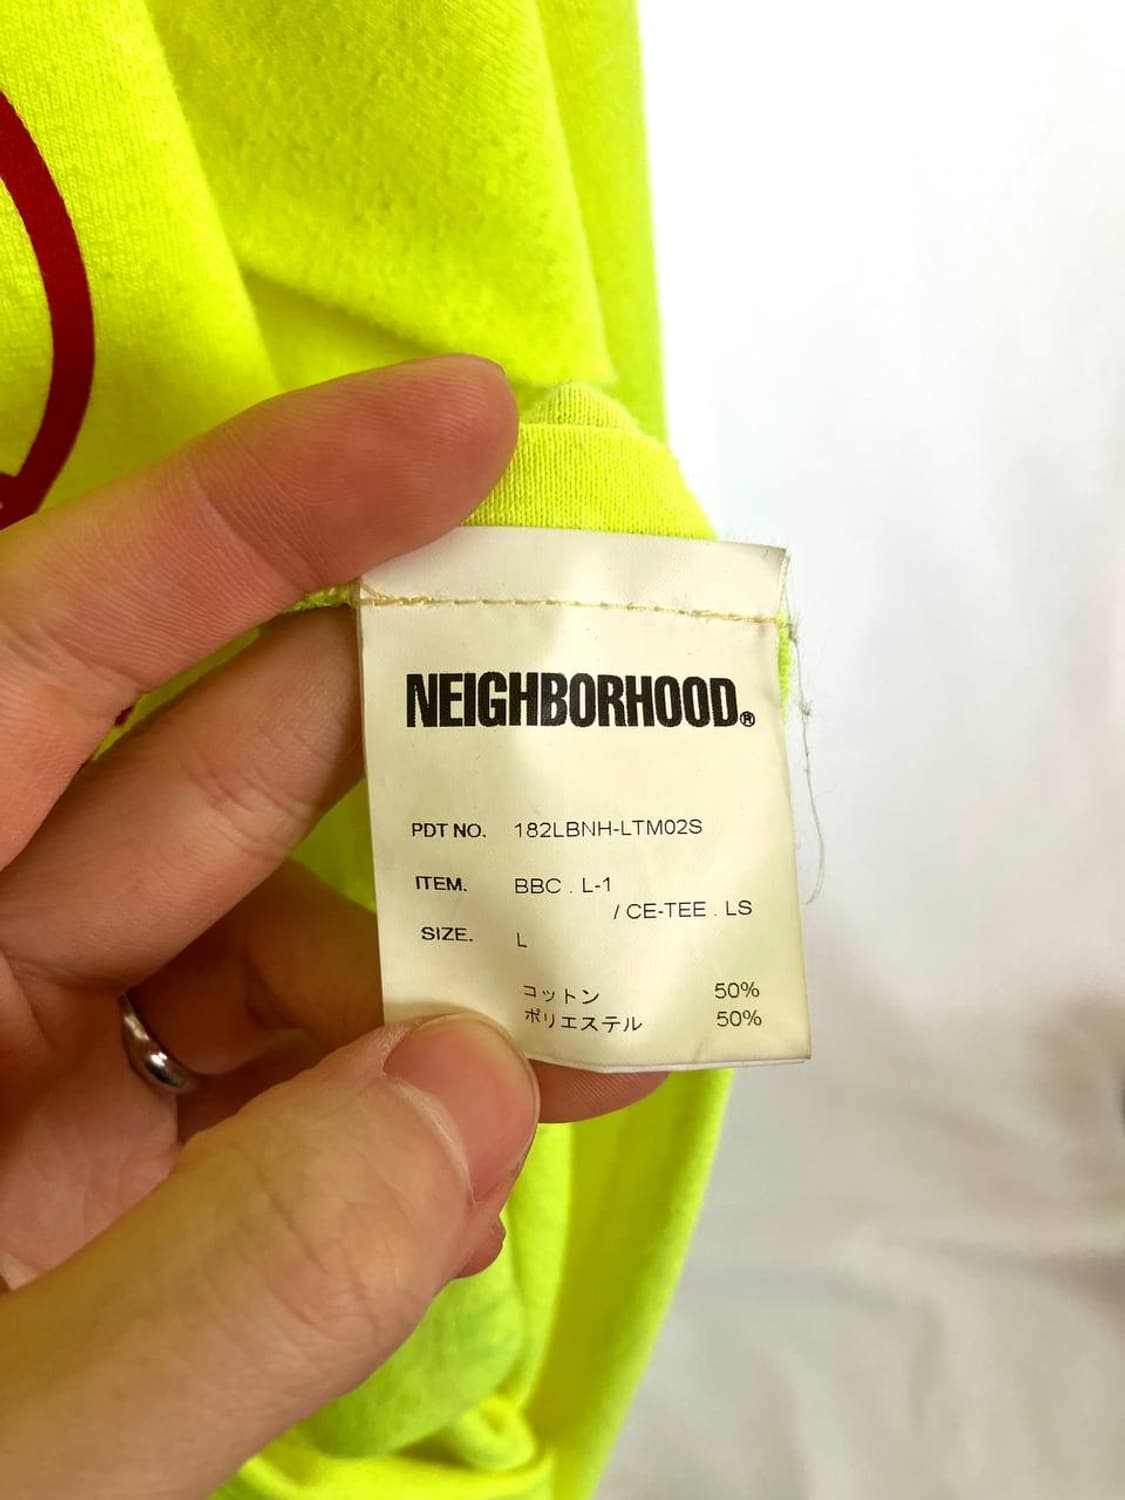 NEIGHBORHOOD®
PDT NO. 182LBNH-LTM02S
ITEM. BBC . L-1
/ CE-TEE . LS
SIZE. L
コットン 50%
ポリエステル 50%